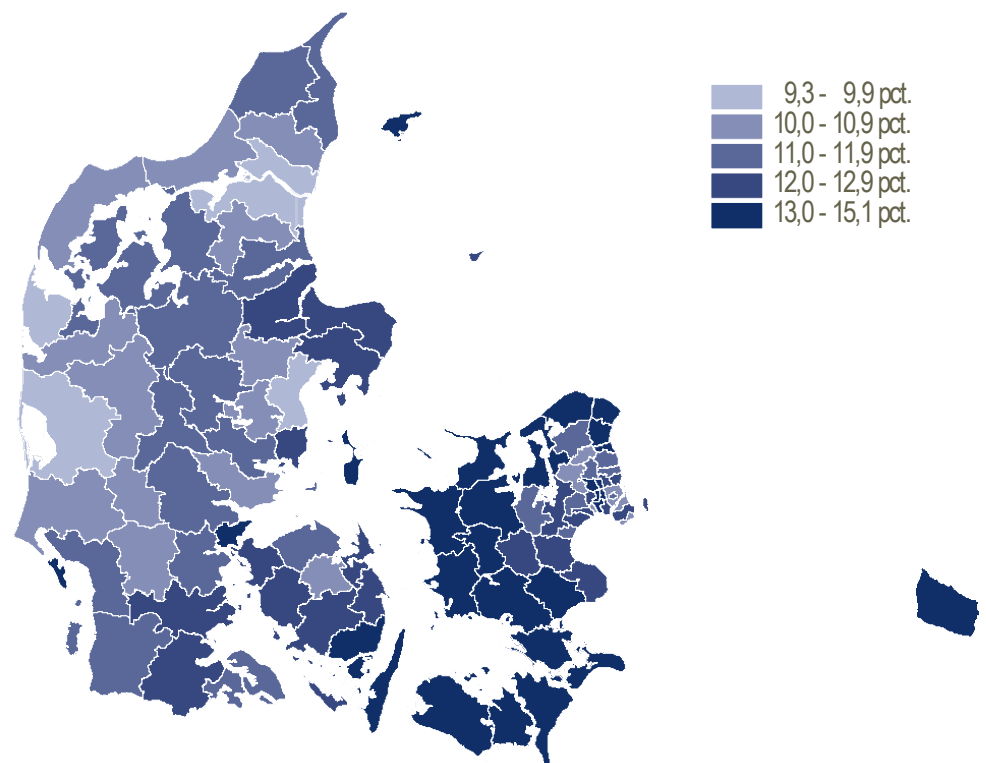 9,3 - 9,9 pct.
10,0 - 10,9 pct.
11,0 - 11,9 pct.
12,0 - 12,9 pct.
13,0 - 15,1 pct.